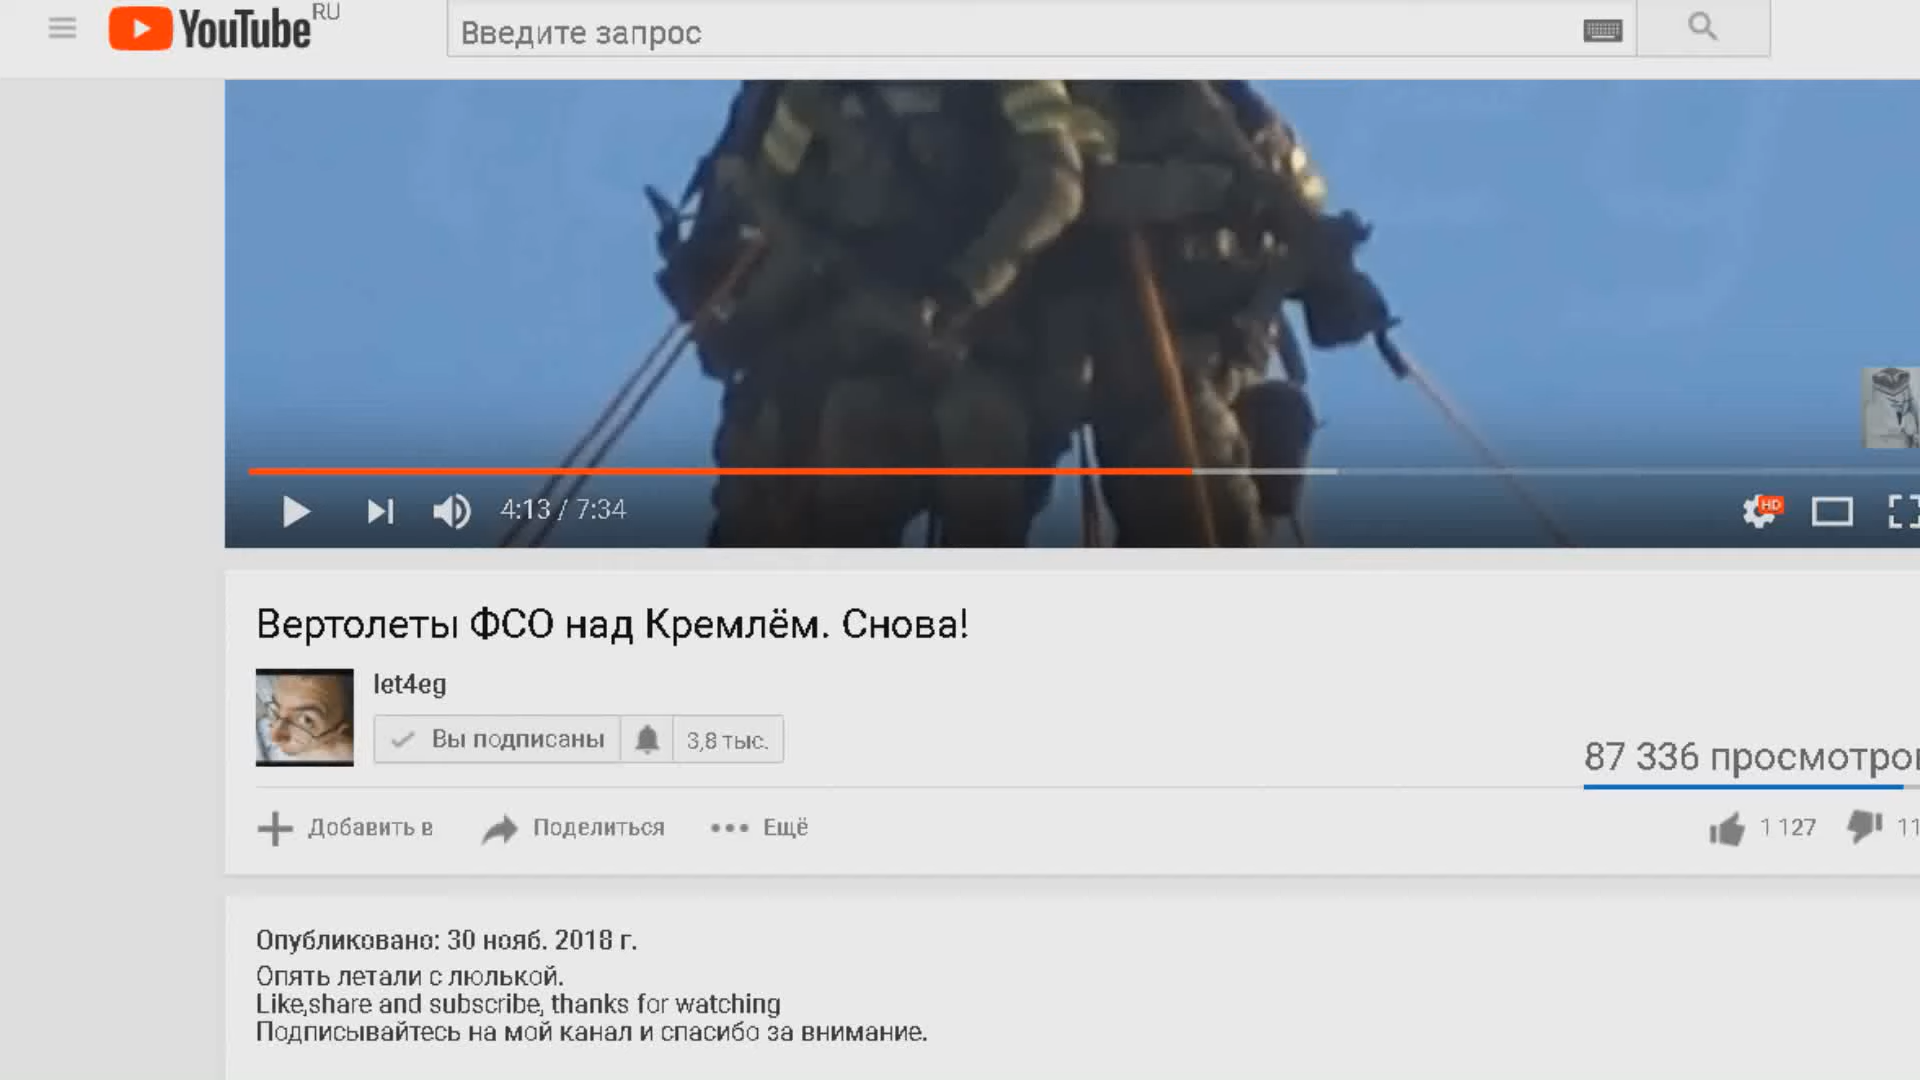 YouTube RU
Введите запрос
4:13 / 7:34
HD
Вертолеты ФСО над Кремлём. Снова!
let4eg
Вы подписаны
3,8 тыс.
87 336 просмотров
Добавить в
Поделиться
Ещё
1 127
11
Опубликовано: 30 нояб. 2018 г.
Опять летали с люлькой.
Like,share and subscribe, thanks for watching
Подписывайтесь на мой канал и спасибо за внимание.